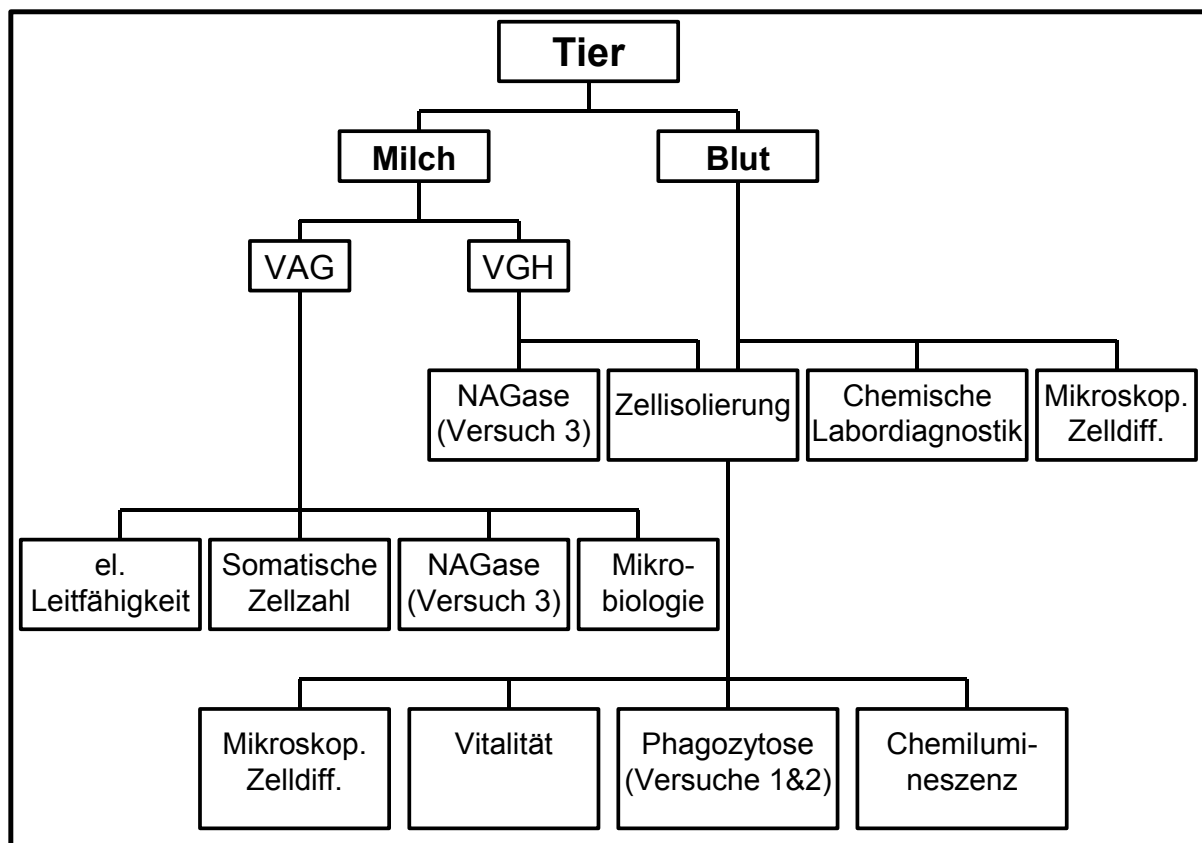 Tier
Milch
Blut
VAG
VGH
NAGase
(Versuch 3)
Zellisolierung
Chemische
Labordiagnostik
Mikroskop.
Zelldiff.
el.
Leitfähigkeit
Somatische
Zellzahl
NAGase
(Versuch 3)
Mikro-
biologie
Mikroskop.
Zelldiff.
Vitalität
Phagozytose
(Versuche 1&2)
Chemilumi-
neszenz